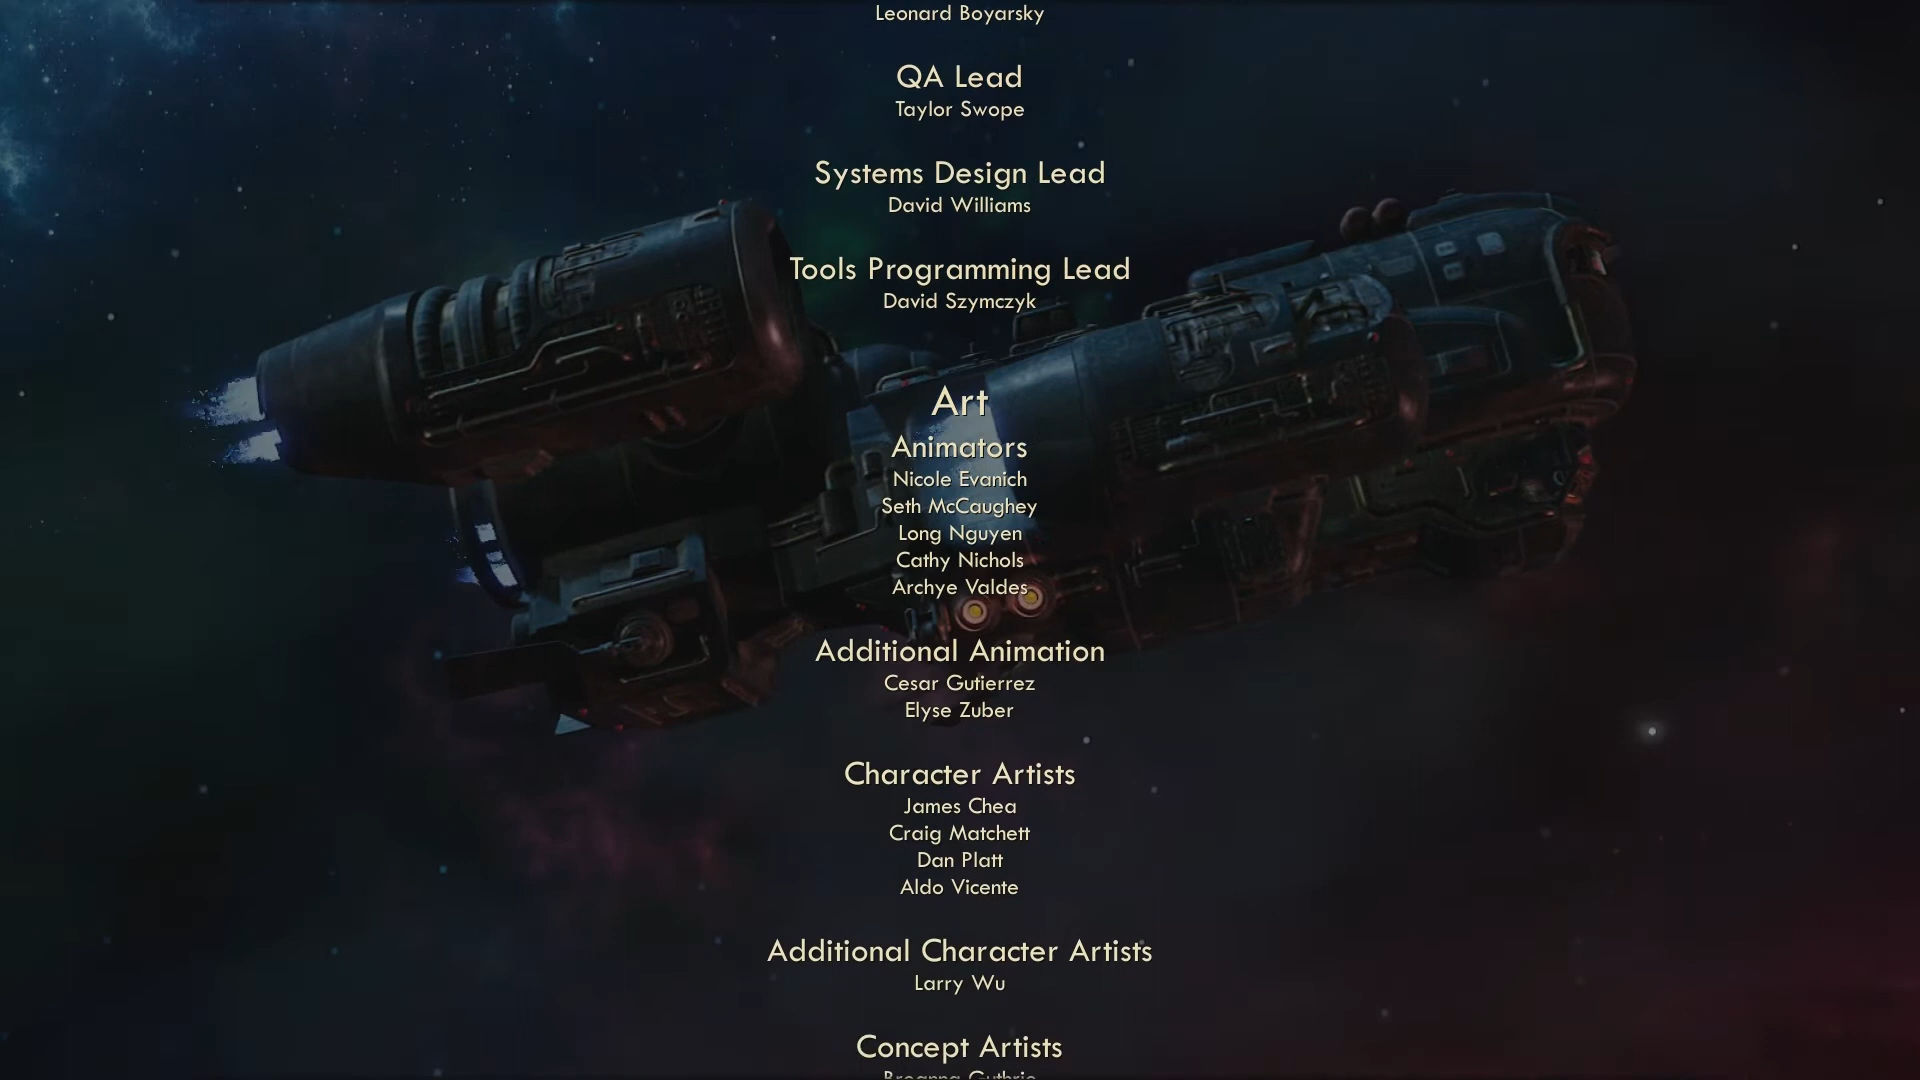 Leonard Boyarsky
QA Lead
Taylor Swope
Systems Design Lead
David Williams
Tools Programming Lead
David Szymczyk
Art
Animators
Nicole Evanich
Seth McCaughey
Long Nguyen
Cathy Nichols
Archye Valdes
Additional Animation
Cesar Gutierrez
Elyse Zuber
Character Artists
James Chea
Craig Matchett
Dan Platt
Aldo Vicente
Additional Character Artists
Larry Wu
Concept Artists